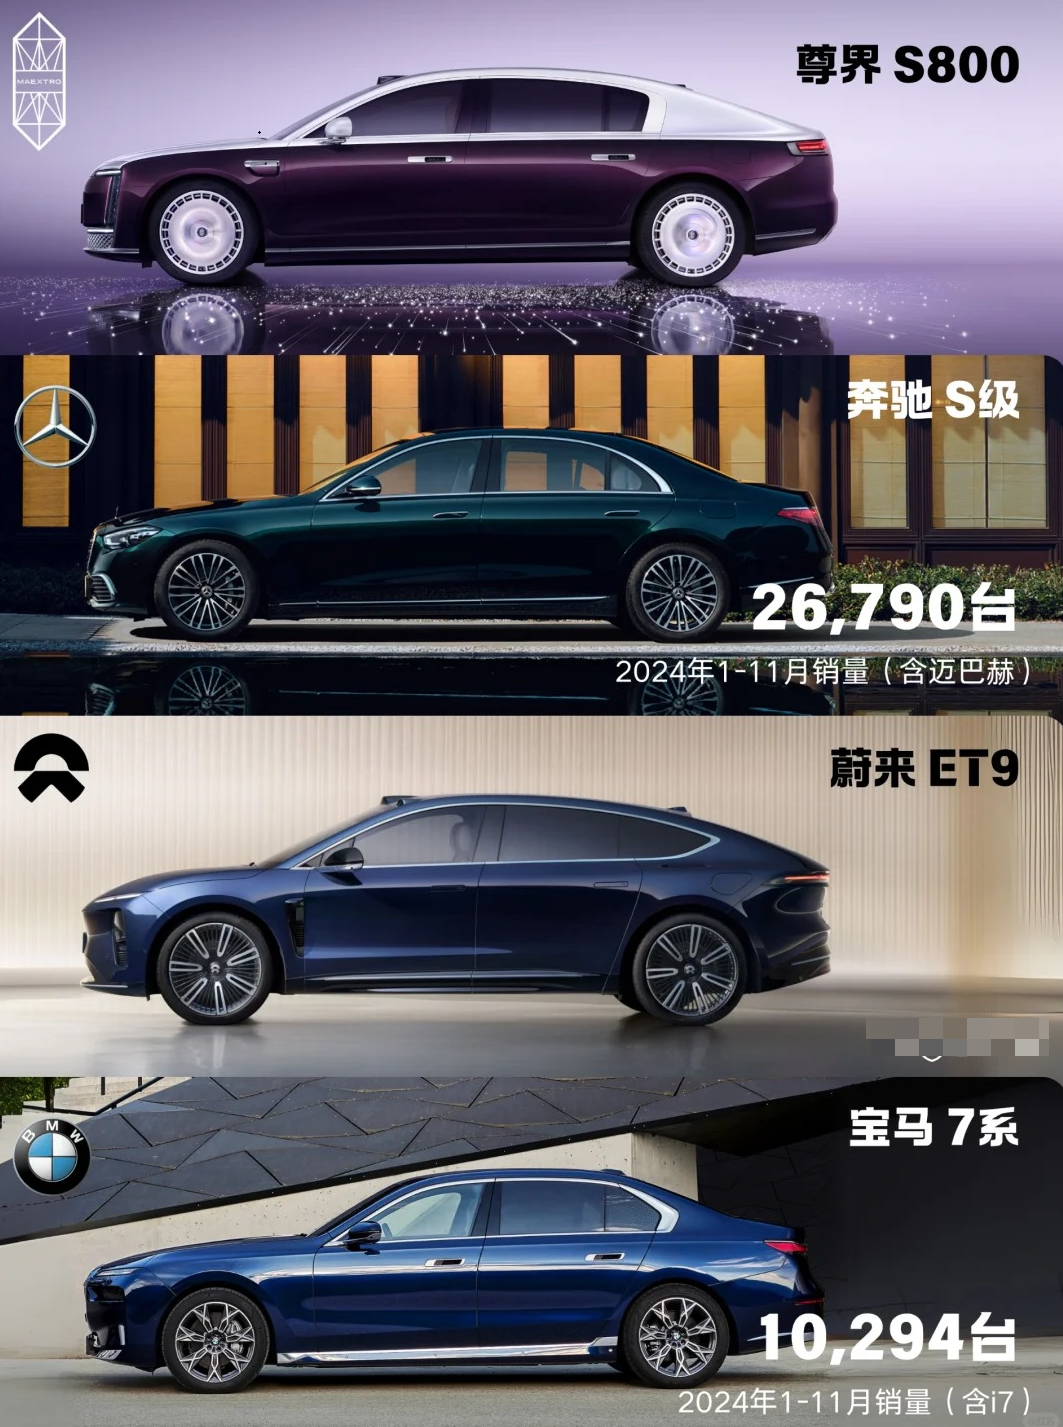 MAEXTRO
尊界 S800
奔驰 S级
26,790台
2024年1-11月销量（含迈巴赫）
蔚来 ET9
BMW
宝马 7系
10,294台
2024年1-11月销量（含i7）